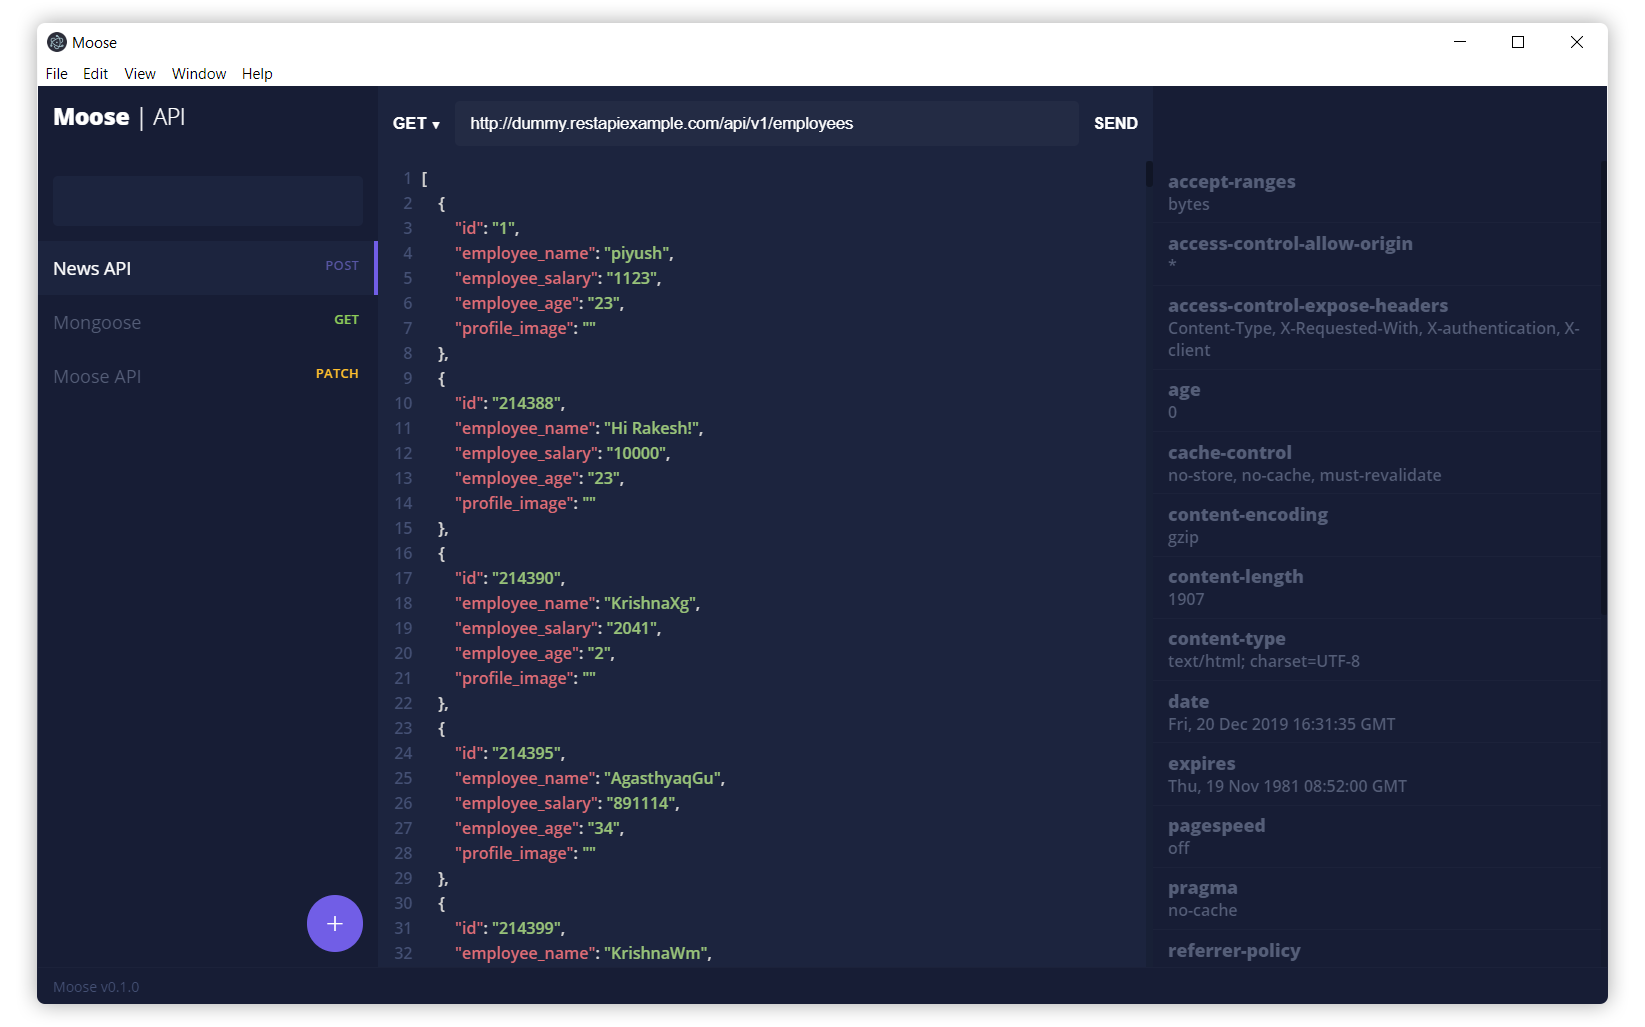 Moose
File Edit View Window Help
Moose | API
News API POST
Mongoose GET
Moose API PATCH
Moose v0.1.0
GET ▾ http://dummy.restapiexample.com/api/v1/employees SEND
1 [
2 {
3 "id": "1",
4 "employee_name": "piyush",
5 "employee_salary": "1123",
6 "employee_age": "23",
7 "profile_image": ""
8 },
9 {
10 "id": "214388",
11 "employee_name": "Hi Rakesh!",
12 "employee_salary": "10000",
13 "employee_age": "23",
14 "profile_image": ""
15 },
16 {
17 "id": "214390",
18 "employee_name": "KrishnaXg",
19 "employee_salary": "2041",
20 "employee_age": "2",
21 "profile_image": ""
22 },
23 {
24 "id": "214395",
25 "employee_name": "AgasthyaqGu",
26 "employee_salary": "891114",
27 "employee_age": "34",
28 "profile_image": ""
29 },
30 {
31 "id": "214399",
32 "employee_name": "KrishnaWm",
accept-ranges
bytes
access-control-allow-origin
*
access-control-expose-headers
Content-Type, X-Requested-With, X-authentication, X-
client
age
0
cache-control
no-store, no-cache, must-revalidate
content-encoding
gzip
content-length
1907
content-type
text/html; charset=UTF-8
date
Fri, 20 Dec 2019 16:31:35 GMT
expires
Thu, 19 Nov 1981 08:52:00 GMT
pagespeed
off
pragma
no-cache
referrer-policy